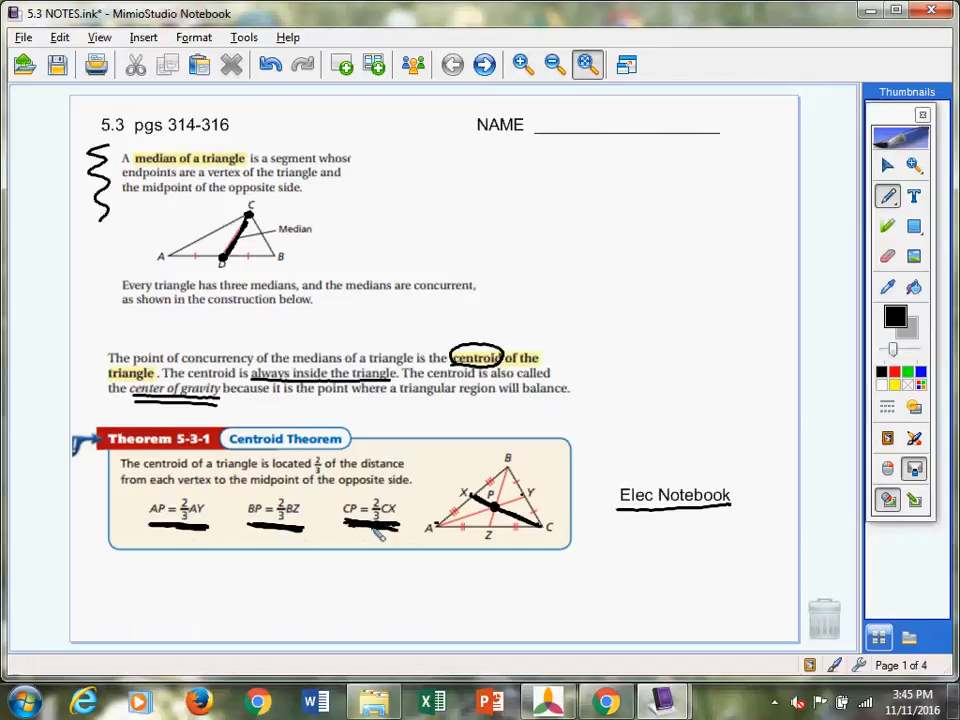 5.3 NOTES.ink* - MimioStudio Notebook
File Edit View Insert Format Tools Help
Thumbnails
5.3 pgs 314-316
NAME
A median of a triangle is a segment whose
endpoints are a vertex of the triangle and
the midpoint of the opposite side.
C
Median
A D B
Every triangle has three medians, and the medians are concurrent,
as shown in the construction below.
The point of concurrency of the medians of a triangle is the centroid of the
triangle . The centroid is always inside the triangle. The centroid is also called
the center of gravity because it is the point where a triangular region will balance.
Theorem 5-3-1 Centroid Theorem
The centroid of a triangle is located 2/3 of the distance
from each vertex to the midpoint of the opposite side.
AP = 2/3AY BP = 2/3BZ CP = 2/3CX
B
X P Y
A Z C
Elec Notebook
Page 1 of 4
3:45 PM
11/11/2016